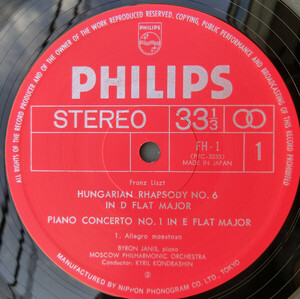 ALL RIGHTS OF THE RECORD PRODUCER AND OF THE OWNER OF THE WORK REPRODUCED RESERVED. COPYING, PUBLIC PERFORMANCE AND BROADCASTING OF THIS RECORD PROHIBITED
PHILIPS
PHILIPS
STEREO
33 1/3
FH-1
MADE IN JAPAN
1
Franz Liszt
HUNGARIAN RHAPSODY NO. 6
IN D FLAT MAJOR
PIANO CONCERTO NO. 1 IN E FLAT MAJOR
1. Allegro maestoso
BYRON JANIS, piano
MOSCOW PHILHARMONIC ORCHESTRA
Conductor: KYRIL KONDRASHIN
MANUFACTURED BY NIPPON PHONOGRAM CO., LTD., TOKYO